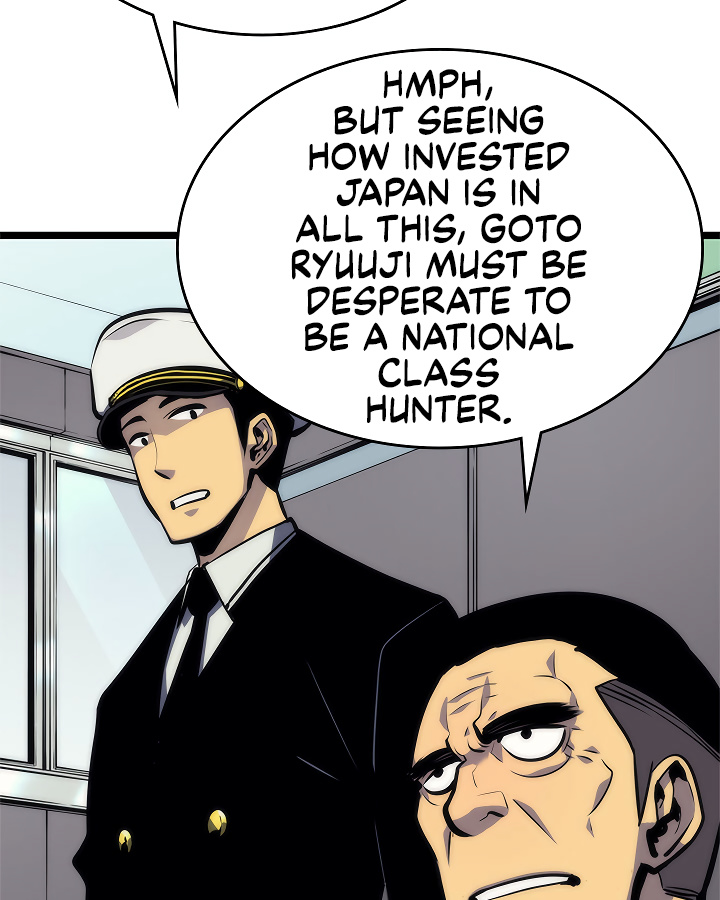 HMPH,
BUT SEEING
HOW INVESTED
JAPAN IS IN
ALL THIS, GOTO
RYUUJI MUST BE
DESPERATE TO
BE A NATIONAL
CLASS
HUNTER.